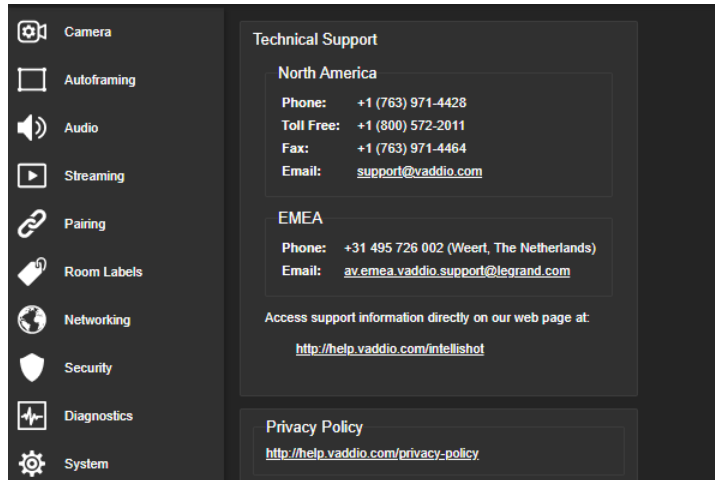 Camera
Autoframing
Audio
Streaming
Pairing
Room Labels
Networking
Security
Diagnostics
System
Technical Support
North America
Phone: +1 (763) 971-4428
Toll Free: +1 (800) 572-2011
Fax: +1 (763) 971-4464
Email: support@vaddio.com
EMEA
Phone: +31 495 726 002 (Weert, The Netherlands)
Email: av.emea.vaddio.support@legrand.com
Access support information directly on our web page at:
http://help.vaddio.com/intellishot
Privacy Policy
http://help.vaddio.com/privacy-policy